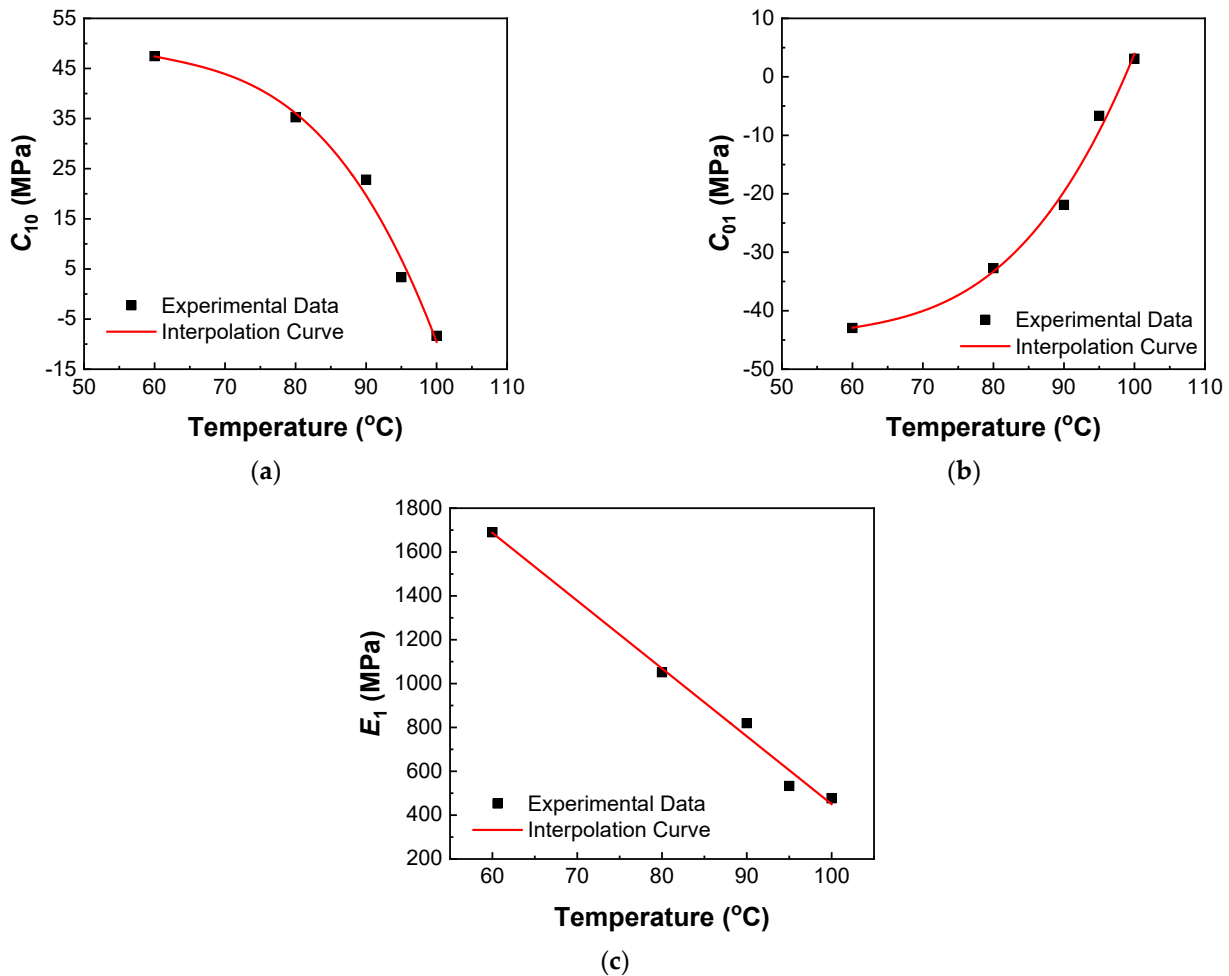 55
45
35
25
15
5
-5
-15
C10 (MPa)
Experimental Data
Interpolation Curve
50 60 70 80 90 100 110
Temperature (oC)
(a)
10
0
-10
-20
-30
-40
-50
C01 (MPa)
Experimental Data
Interpolation Curve
50 60 70 80 90 100 110
Temperature (oC)
(b)
1800
1600
1400
1200
1000
800
600
400
200
E1 (MPa)
Experimental Data
Interpolation Curve
60 70 80 90 100
Temperature (oC)
(c)